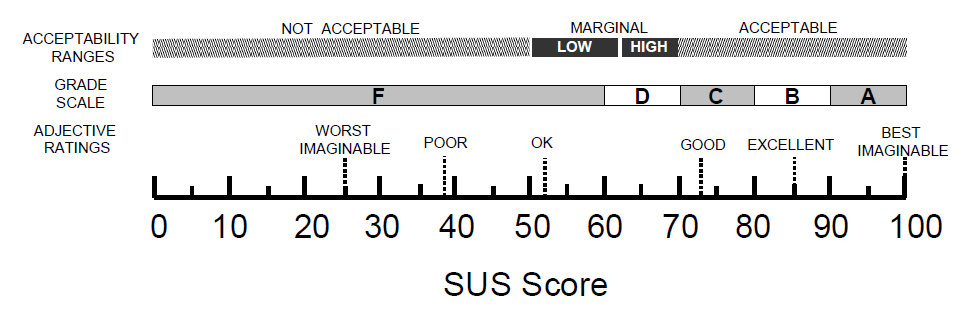 NOT ACCEPTABLE MARGINAL ACCEPTABLE
ACCEPTABILITY RANGES LOW HIGH
GRADE SCALE F D C B A
ADJECTIVE RATINGS
WORST IMAGINABLE POOR OK GOOD EXCELLENT BEST IMAGINABLE
0 10 20 30 40 50 60 70 80 90 100
SUS Score